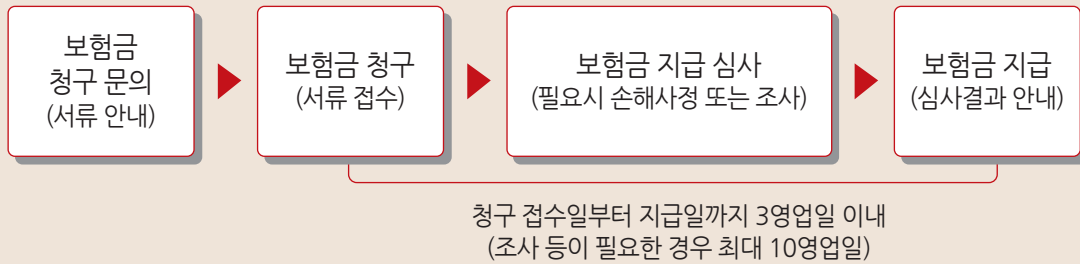 보험금
청구 문의
(서류 안내)
보험금 청구
(서류 접수)
보험금 지급 심사
(필요시 손해사정 또는 조사)
보험금 지급
(심사결과 안내)
청구 접수일부터 지급일까지 3영업일 이내
(조사 등이 필요한 경우 최대 10영업일)